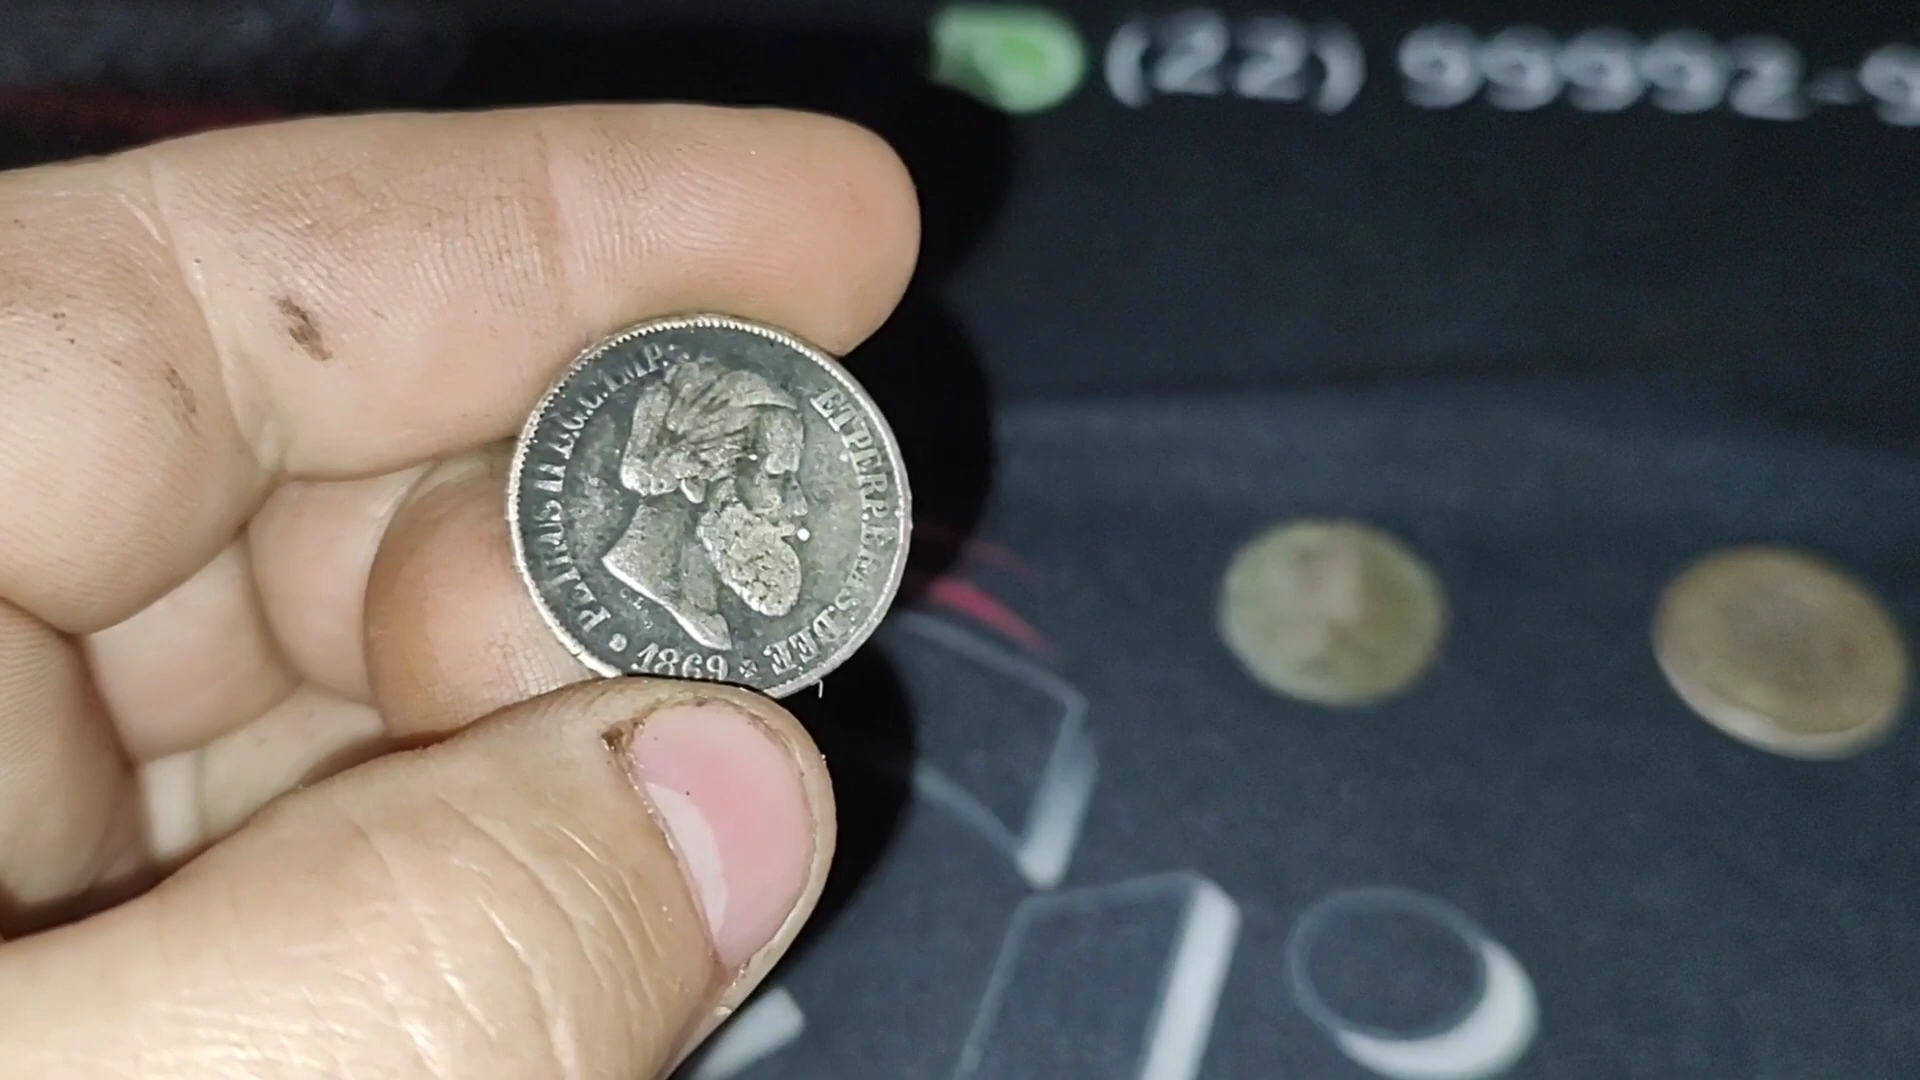 (22) 99992-9
PETRUS II D.G.C.IMP.
ET PERP.BRAS.DEF.
1869